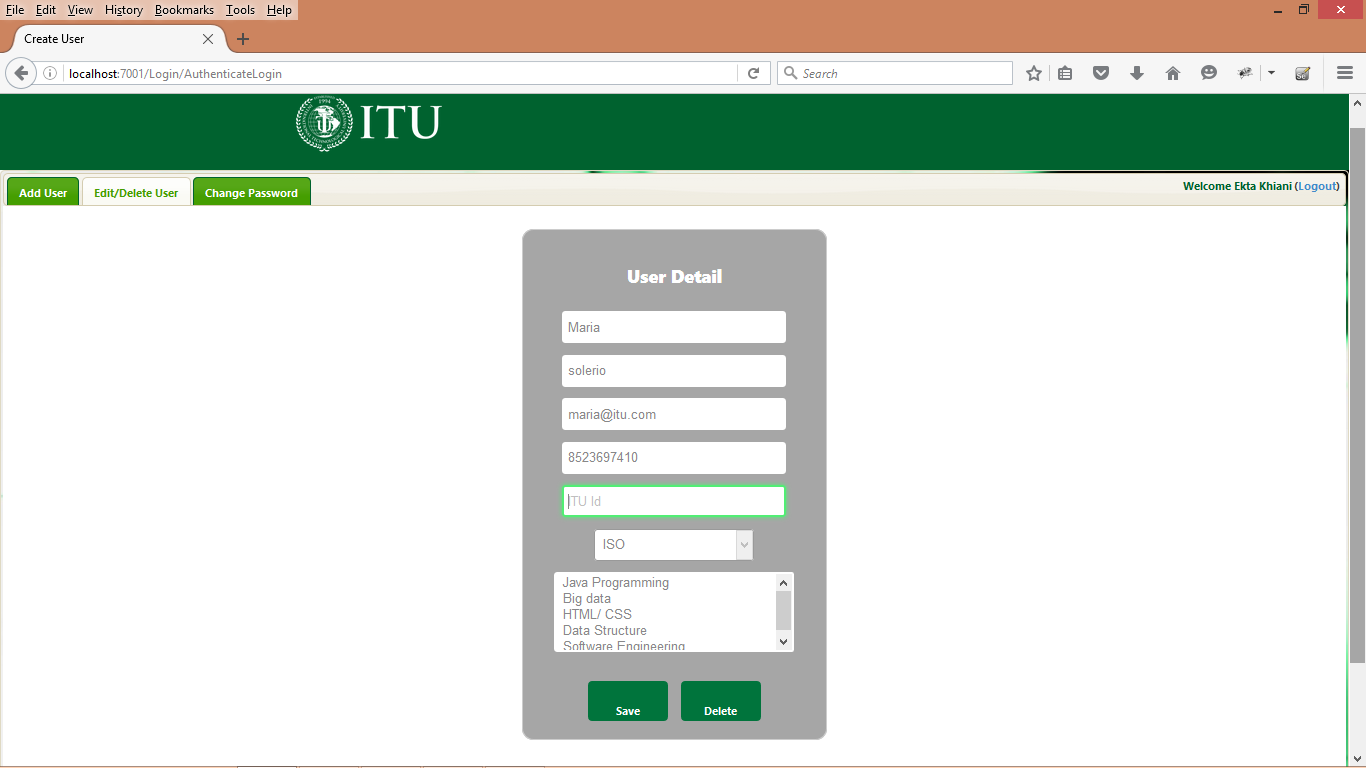 File Edit View History Bookmarks Tools Help
Create User
localhost:7001/Login/AuthenticateLogin
Search
1994
ITU
Add User Edit/Delete User Change Password
Welcome Ekta Khiani (Logout)
User Detail
Maria
solerio
maria@itu.com
8523697410
ITU Id
ISO
Java Programming
Big data
HTML/ CSS
Data Structure
Software Engineering
Save Delete